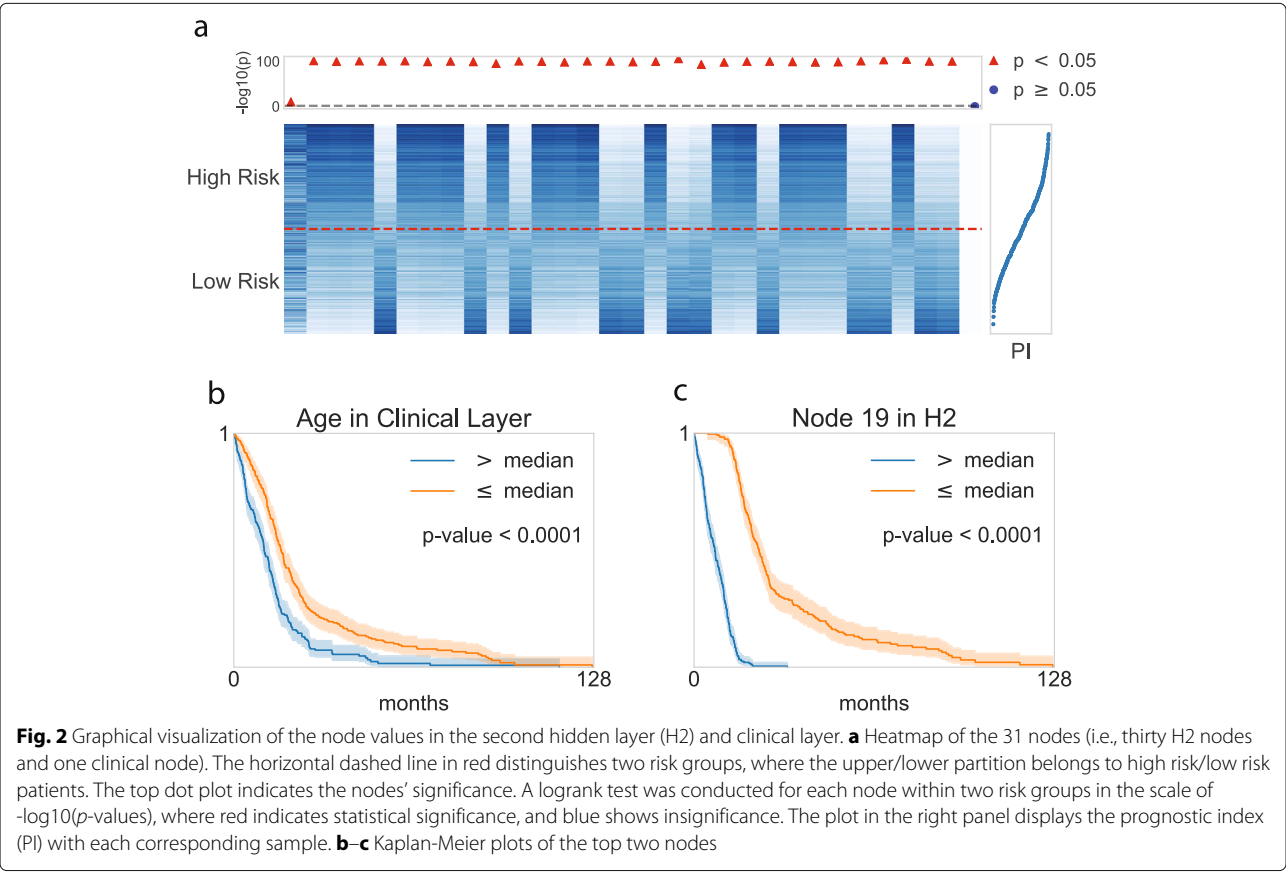 a
100
-log10(p)
0
p < 0.05
p ≥ 0.05
High Risk
Low Risk
PI
b
Age in Clinical Layer
1
> median
≤ median
p-value < 0.0001
0
128
months
c
Node 19 in H2
1
> median
≤ median
p-value < 0.0001
0
128
months
Fig. 2 Graphical visualization of the node values in the second hidden layer (H2) and clinical layer. a Heatmap of the 31 nodes (i.e., thirty H2 nodes
and one clinical node). The horizontal dashed line in red distinguishes two risk groups, where the upper/lower partition belongs to high risk/low risk
patients. The top dot plot indicates the nodes' significance. A logrank test was conducted for each node within two risk groups in the scale of
-log10(p-values), where red indicates statistical significance, and blue shows insignificance. The plot in the right panel displays the prognostic index
(PI) with each corresponding sample. b–c Kaplan-Meier plots of the top two nodes